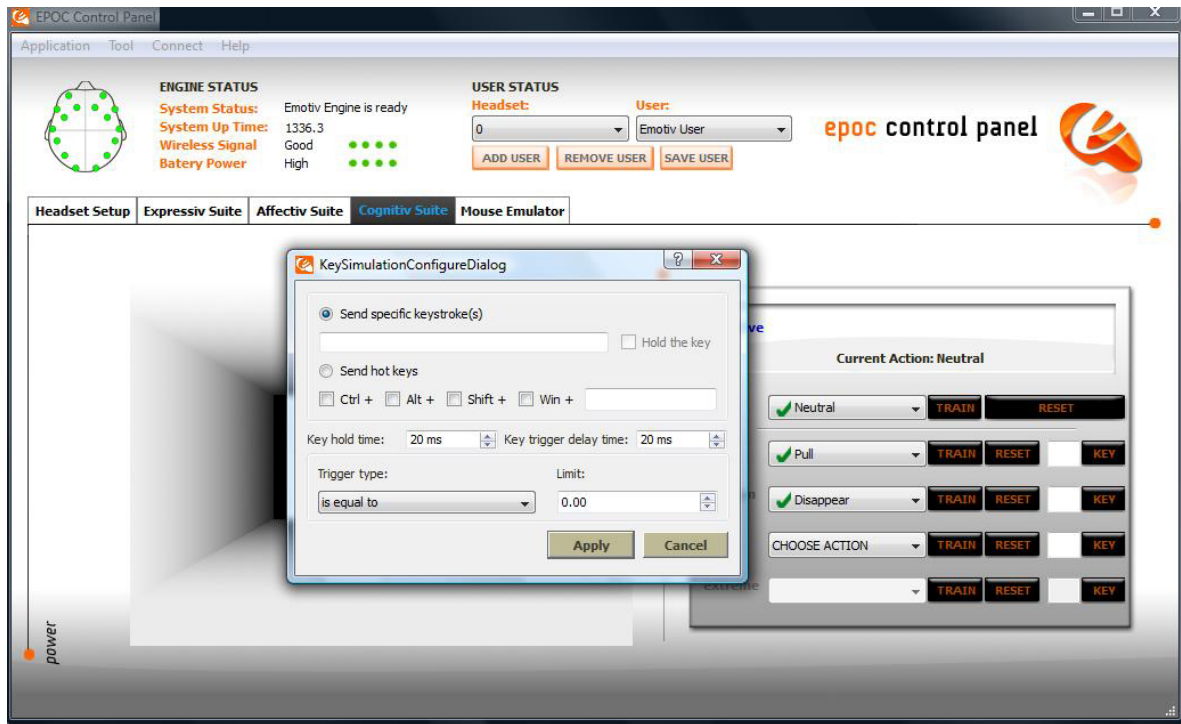 EPOC Control Panel
Application Tool Connect Help
ENGINE STATUS
System Status: Emotiv Engine is ready
System Up Time: 1336.3
Wireless Signal Good
Batery Power High
USER STATUS
Headset: User:
0 Emotiv User
ADD USER REMOVE USER SAVE USER
epoc control panel
Headset Setup Expressiv Suite Affectiv Suite Cognitiv Suite Mouse Emulator
KeySimulationConfigureDialog
Send specific keystroke(s)
Hold the key
Send hot keys
Ctrl + Alt + Shift + Win +
Key hold time: 20 ms Key trigger delay time: 20 ms
Trigger type: Limit:
is equal to 0.00
Apply Cancel
Current Action: Neutral
Neutral TRAIN RESET
Pull TRAIN RESET KEY
Disappear TRAIN RESET KEY
CHOOSE ACTION TRAIN RESET KEY
extreme TRAIN RESET KEY
power